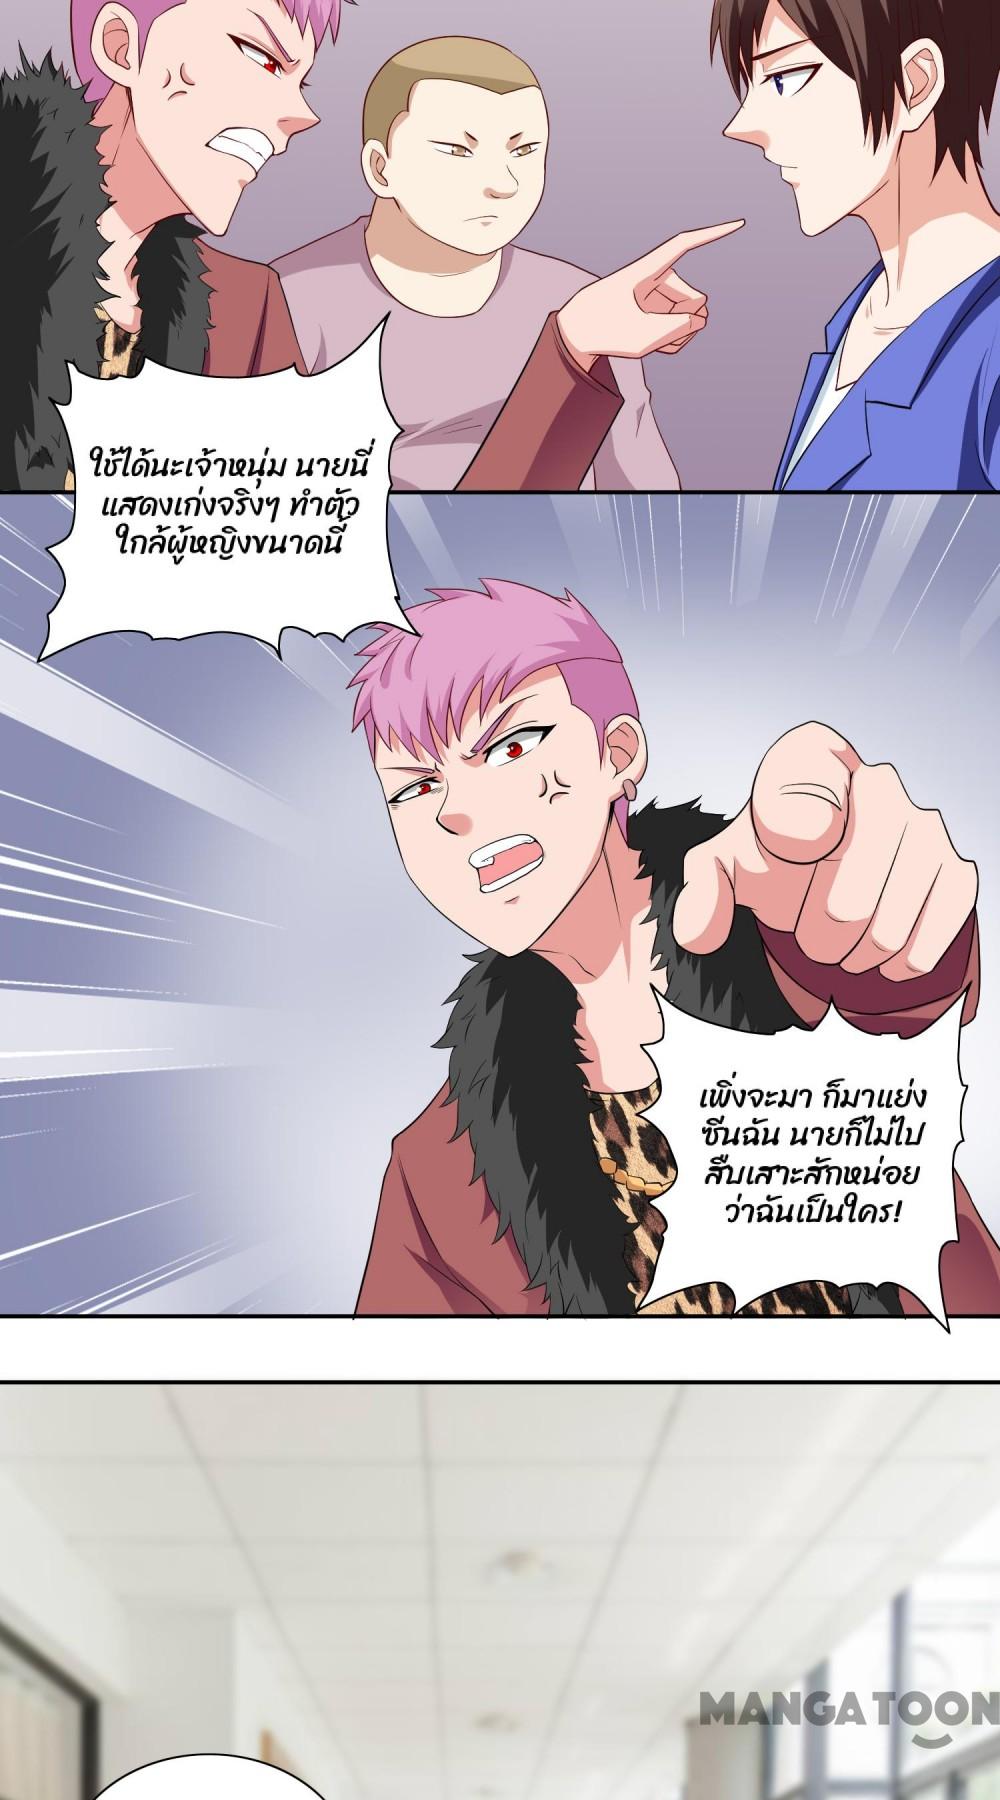 ใช้ได้นะเจ้าหนุ่ม นายนี่
แสดงเก่งจริงๆ ทำตัว
ใกล้ผู้หญิงขนาดนี้
เพิ่งจะมา ก็มาแย่ง
ซีนฉัน นายก็ไม่ไป
สืบเสาะสักหน่อย
ว่าฉันเป็นใคร!
MANGATOON